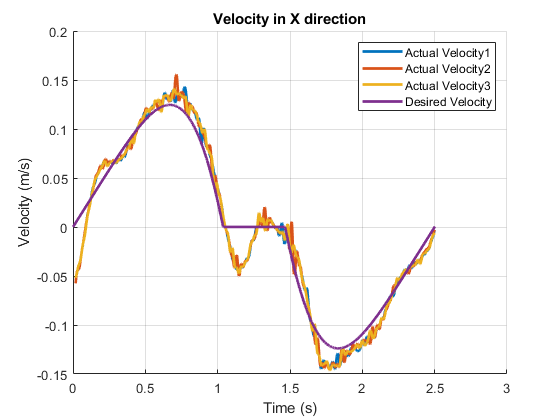 Velocity in X direction
Actual Velocity1
Actual Velocity2
Actual Velocity3
Desired Velocity
Velocity (m/s)
0.2
0.15
0.1
0.05
0
-0.05
-0.1
-0.15
0 0.5 1 1.5 2 2.5 3
Time (s)